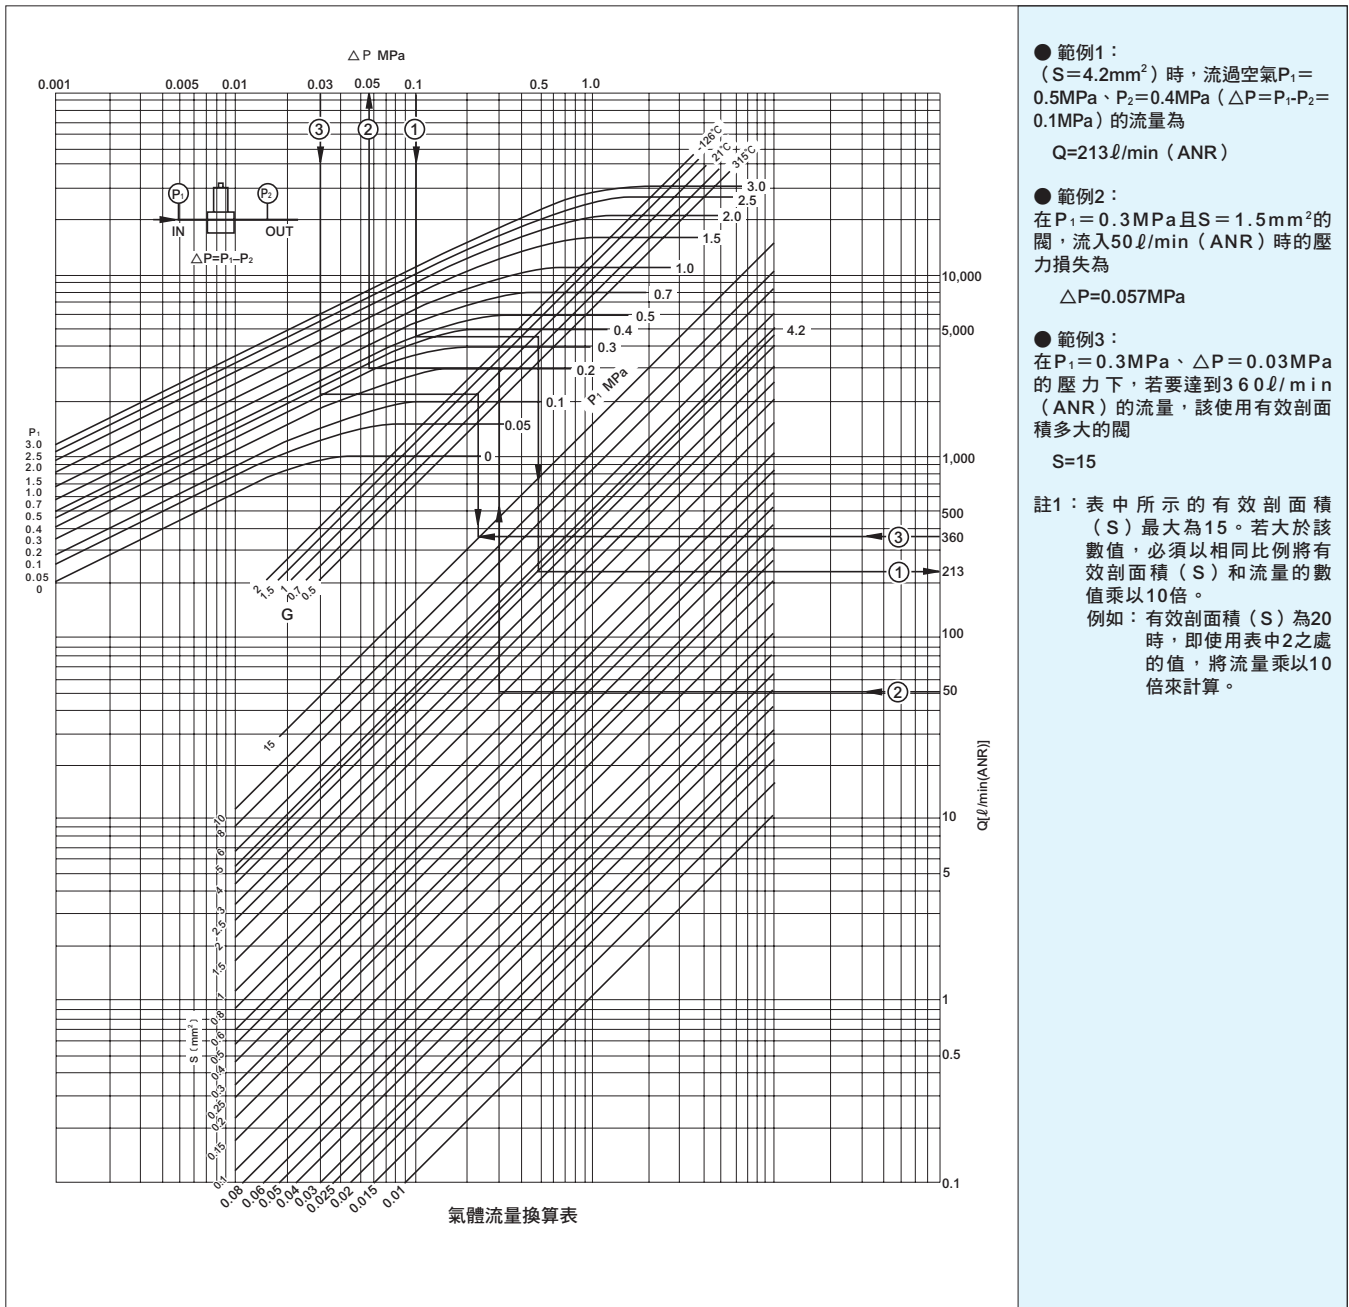 △P MPa
0.001 0.005 0.01 0.03 0.05 0.1 0.5 1.0
③ ② ①
-126℃
21℃
315℃
P₁ P₂
IN OUT
△P=P₁-P₂
3.0
2.5
2.0
1.5
1.0
0.7
0.5
0.4
0.3
0.2
0.1
0.05
0
P₁ MPa
4.2
P₁
3.0
2.5
2.0
1.5
1.0
0.7
0.5
0.4
0.3
0.2
0.1
0.05
0
2 1.5 1 0.7 0.5
G
10,000
5,000
1,000
500
③ 360
① 213
100
② 50
10
5
1
0.5
0.1
Q[ℓ/min(ANR)]
15
10
8
6
5
4
3
2.5
2
1.5
1
0.8
0.6
0.5
0.4
0.3
0.25
0.2
0.15
0.1
S（mm²）
0.08 0.06 0.05 0.04 0.03 0.025 0.02 0.015 0.01
氣體流量換算表
● 範例1：
（S＝4.2mm²）時，流過空氣P₁＝
0.5MPa、P₂＝0.4MPa（△P＝P₁-P₂＝
0.1MPa）的流量為
Q=213ℓ/min（ANR）
● 範例2：
在P₁＝0.3MPa且S＝1.5mm²的
閥，流入50ℓ/min（ANR）時的壓
力損失為
△P=0.057MPa
● 範例3：
在P₁＝0.3MPa、△P＝0.03MPa
的壓力下，若要達到360ℓ/min
（ANR）的流量，該使用有效剖面
積多大的閥
S=15
註1：表中所示的有效剖面積
（S）最大為15。若大於該
數值，必須以相同比例將有
效剖面積（S）和流量的數
值乘以10倍。
例如：有效剖面積（S）為20
時，即使用表中2之處
的值，將流量乘以10
倍來計算。